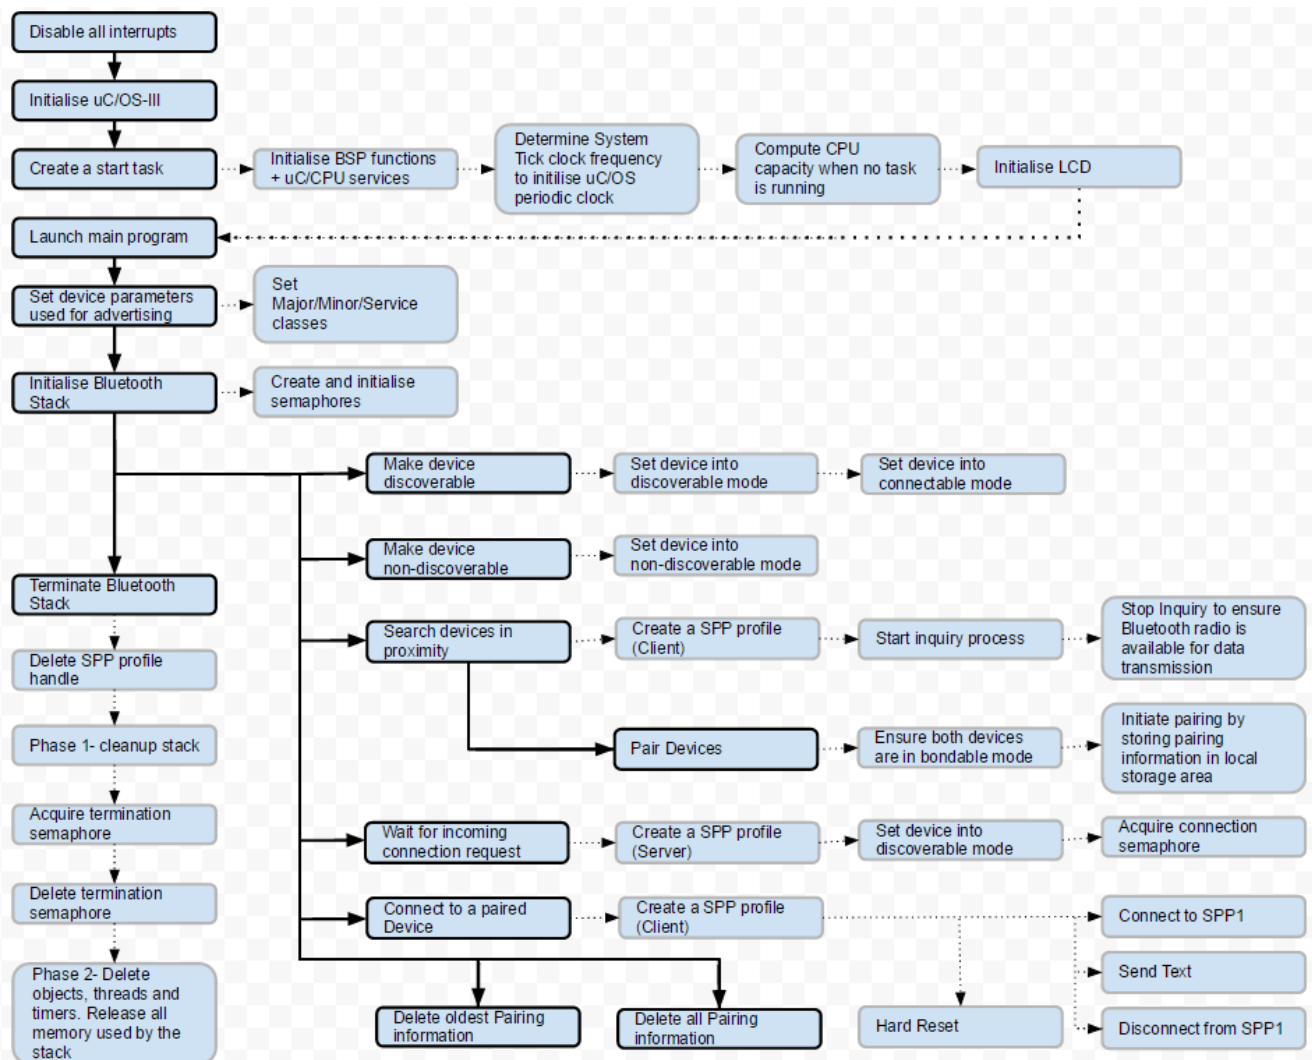 Disable all interrupts
Initialise uC/OS-III
Create a start task
Initialise BSP functions
+ uC/CPU services
Determine System
Tick clock frequency
to initilise uC/OS
periodic clock
Compute CPU
capacity when no task
is running
Initialise LCD
Launch main program
Set device parameters
used for advertising
Set
Major/Minor/Service
classes
Initialise Bluetooth
Stack
Create and initialise
semaphores
Make device
discoverable
Set device into
discoverable mode
Set device into
connectable mode
Make device
non-discoverable
Set device into
non-discoverable mode
Terminate Bluetooth
Stack
Search devices in
proximity
Create a SPP profile
(Client)
Start inquiry process
Stop Inquiry to ensure
Bluetooth radio is
available for data
transmission
Delete SPP profile
handle
Phase 1- cleanup stack
Pair Devices
Ensure both devices
are in bondable mode
Initiate pairing by
storing pairing
information in local
storage area
Acquire termination
semaphore
Wait for incoming
connection request
Create a SPP profile
(Server)
Set device into
discoverable mode
Acquire connection
semaphore
Delete termination
semaphore
Connect to a paired
Device
Create a SPP profile
(Client)
Connect to SPP1
Send Text
Phase 2- Delete
objects, threads and
timers. Release all
memory used by the
stack
Delete oldest Pairing
information
Delete all Pairing
information
Hard Reset
Disconnect from SPP1